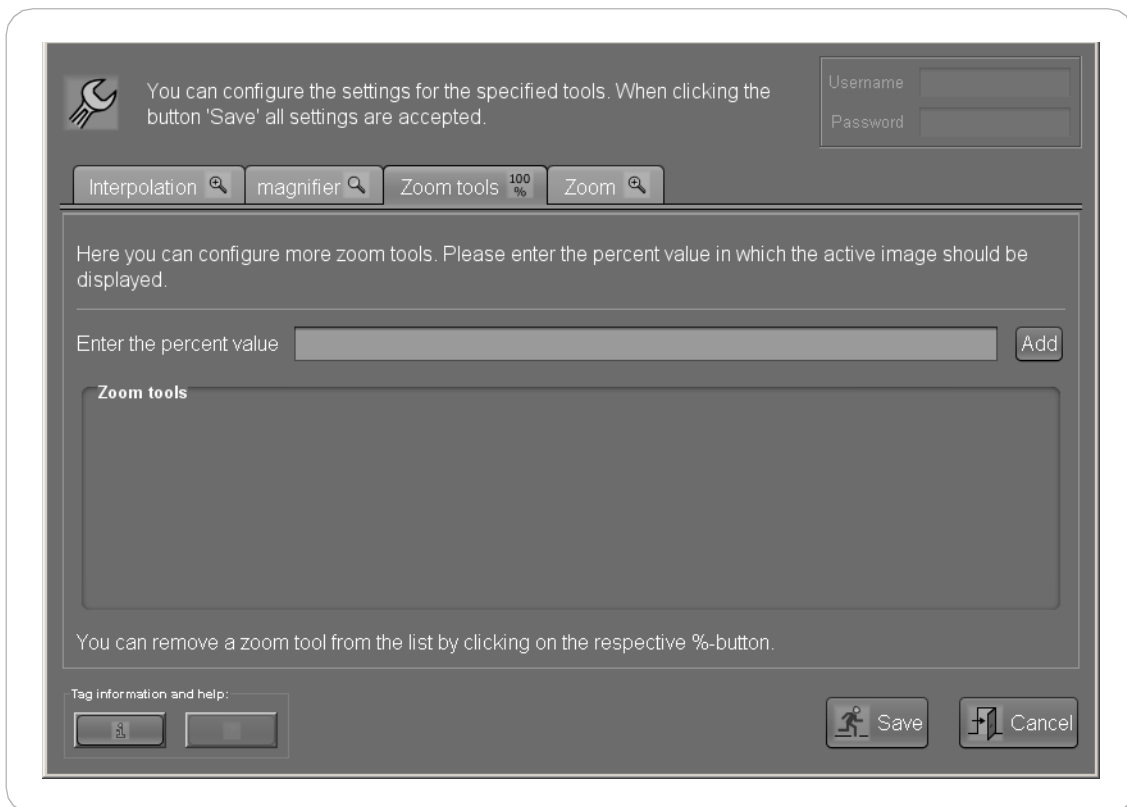 You can configure the settings for the specified tools. When clicking the
button 'Save' all settings are accepted.
Username
Password
Interpolation
magnifier
Zoom tools 100 %
Zoom
Here you can configure more zoom tools. Please enter the percent value in which the active image should be
displayed.
Enter the percent value
Add
Zoom tools
You can remove a zoom tool from the list by clicking on the respective %-button.
Tag information and help:
i
Save
Cancel